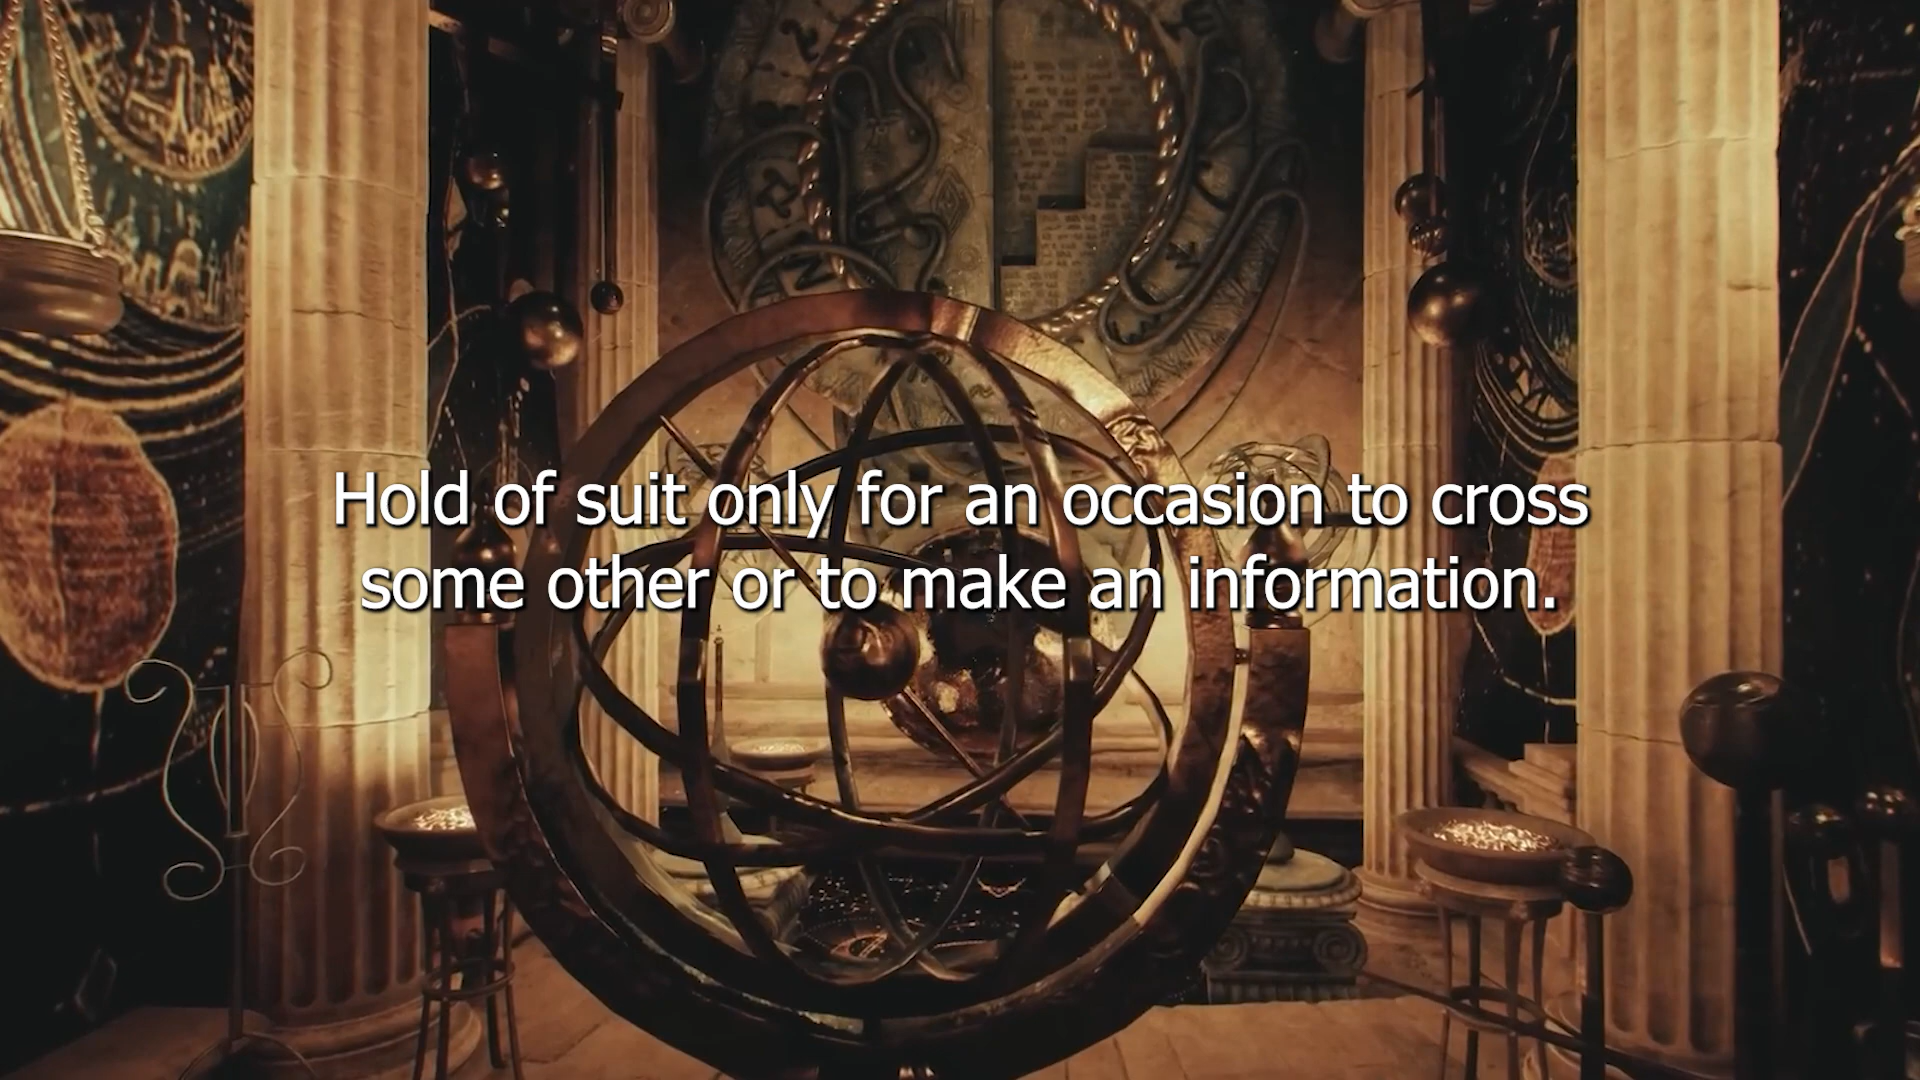 Hold of suit only for an occasion to cross
some other or to make an information.